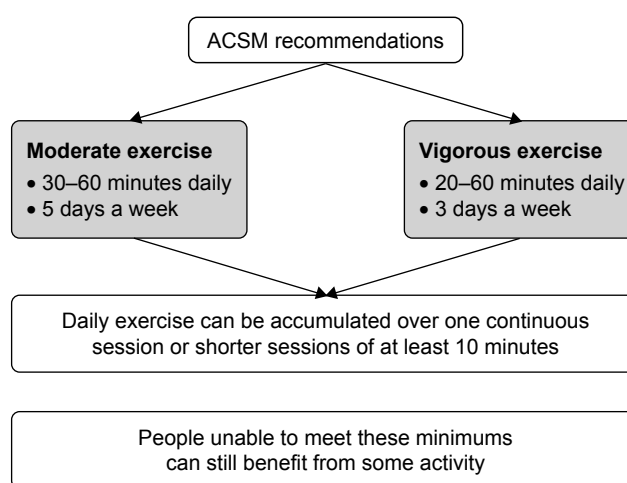 ACSM recommendations
Moderate exercise
• 30–60 minutes daily
• 5 days a week
Vigorous exercise
• 20–60 minutes daily
• 3 days a week
Daily exercise can be accumulated over one continuous
session or shorter sessions of at least 10 minutes
People unable to meet these minimums
can still benefit from some activity